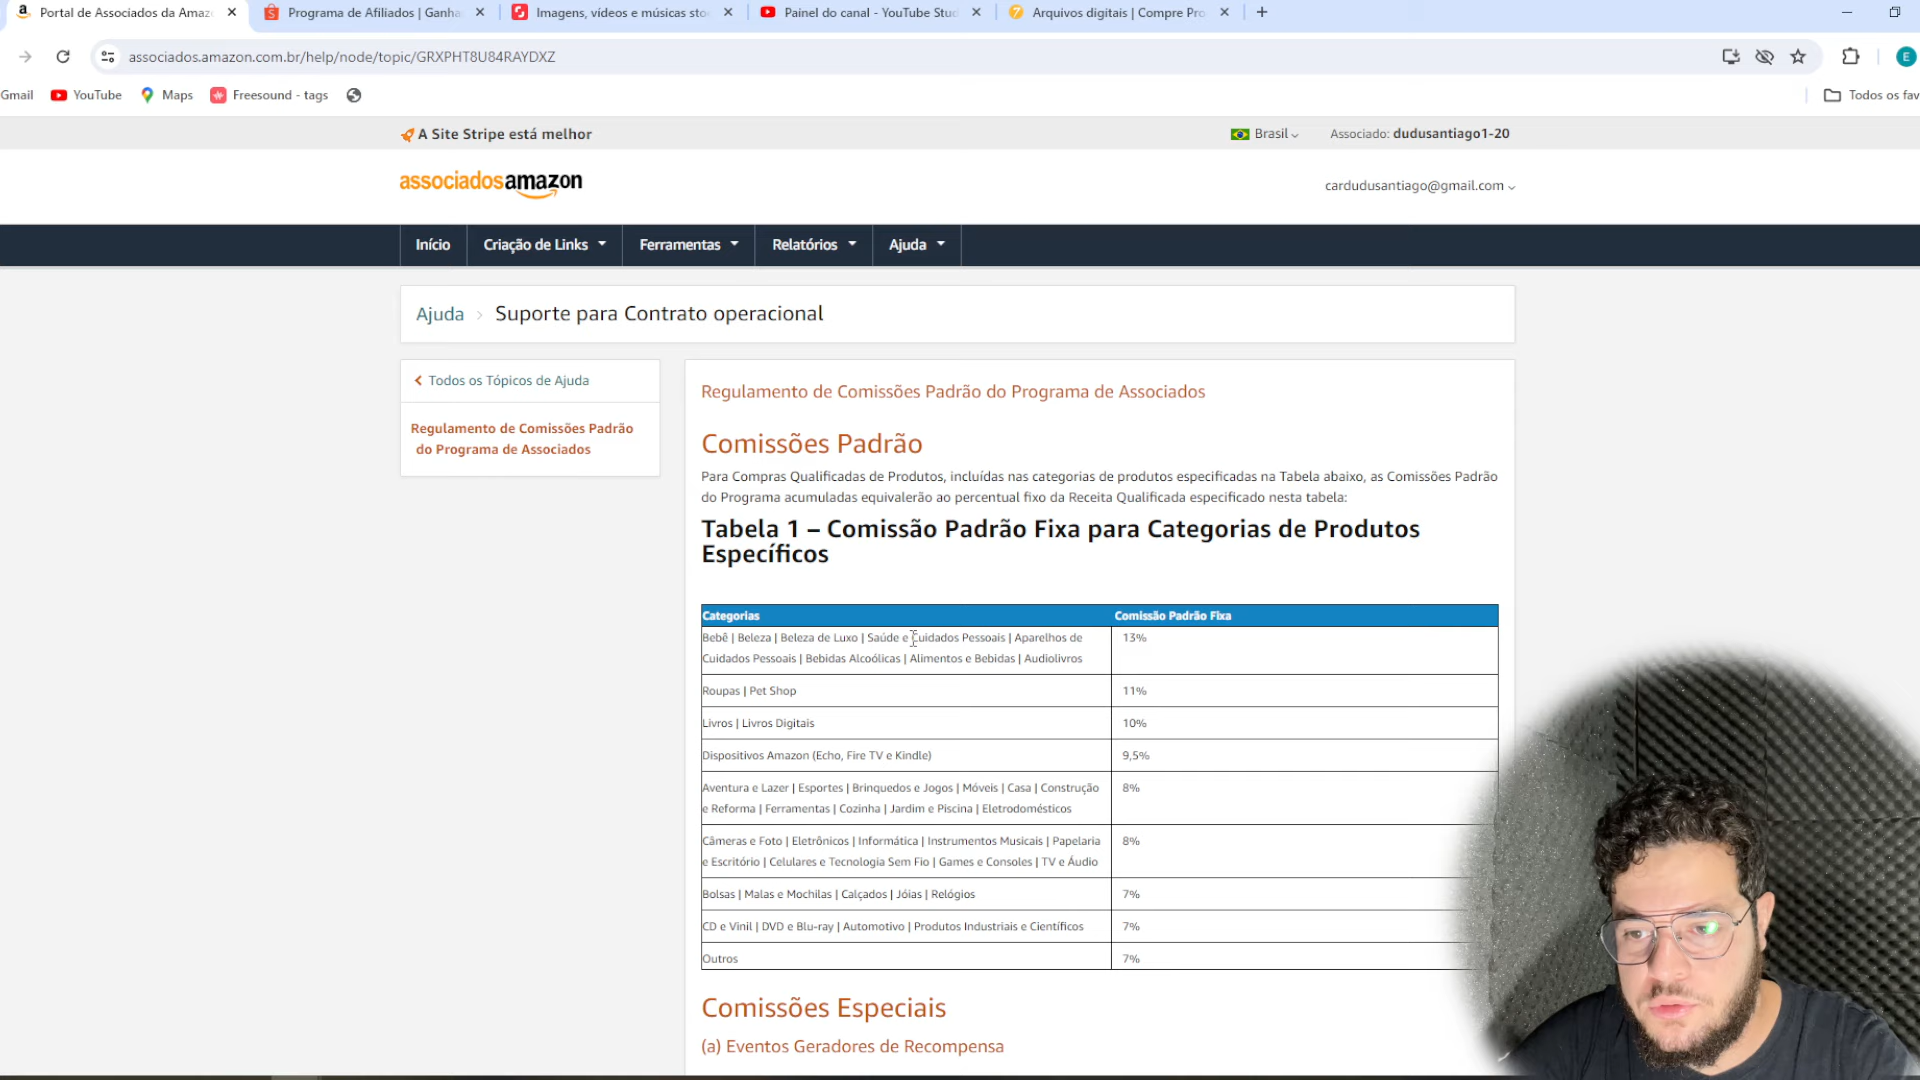 Portal de Associados da Amaz
Programa de Afiliados | Ganha
Imagens, vídeos e músicas sto
Painel do canal - YouTube Stud
Arquivos digitais | Compre Pro
associados.amazon.com.br/help/node/topic/GRXPHT8U84RAYDXZ
E
Gmail
YouTube
Maps
Freesound - tags
Todos os fav
A Site Stripe está melhor
Brasil
Associado: dudusantiago1-20
associadosamazon
cardudusantiago@gmail.com
Início
Criação de Links
Ferramentas
Relatórios
Ajuda
Ajuda > Suporte para Contrato operacional
Todos os Tópicos de Ajuda
Regulamento de Comissões Padrão
do Programa de Associados
Regulamento de Comissões Padrão do Programa de Associados
Comissões Padrão
Para Compras Qualificadas de Produtos, incluídas nas categorias de produtos especificadas na Tabela abaixo, as Comissões Padrão
do Programa acumuladas equivalerão ao percentual fixo da Receita Qualificada especificado nesta tabela:
Tabela 1 – Comissão Padrão Fixa para Categorias de Produtos
Específicos
Categorias
Comissão Padrão Fixa
Bebê | Beleza | Beleza de Luxo | Saúde e Cuidados Pessoais | Aparelhos de
Cuidados Pessoais | Bebidas Alcoólicas | Alimentos e Bebidas | Audiolivros
13%
Roupas | Pet Shop
11%
Livros | Livros Digitais
10%
Dispositivos Amazon (Echo, Fire TV e Kindle)
9,5%
Aventura e Lazer | Esportes | Brinquedos e Jogos | Móveis | Casa | Construção
e Reforma | Ferramentas | Cozinha | Jardim e Piscina | Eletrodomésticos
8%
Câmeras e Foto | Eletrônicos | Informática | Instrumentos Musicais | Papelaria
e Escritório | Celulares e Tecnologia Sem Fio | Games e Consoles | TV e Áudio
8%
Bolsas | Malas e Mochilas | Calçados | Jóias | Relógios
7%
CD e Vinil | DVD e Blu-ray | Automotivo | Produtos Industriais e Científicos
7%
Outros
7%
Comissões Especiais
(a) Eventos Geradores de Recompensa